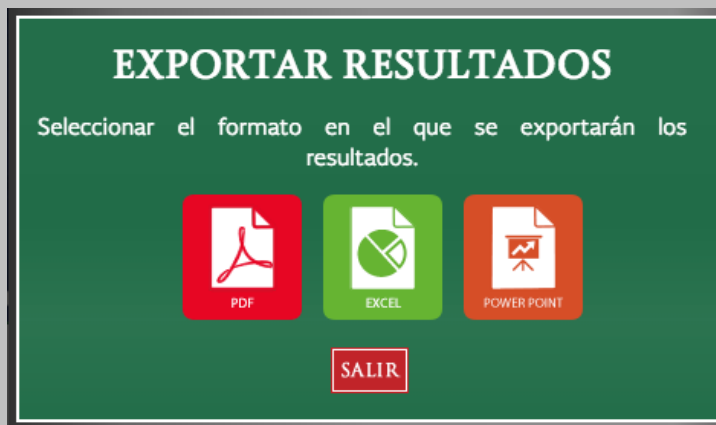 EXPORTAR RESULTADOS
Seleccionar el formato en el que se exportarán los
resultados.
PDF EXCEL POWER POINT
SALIR